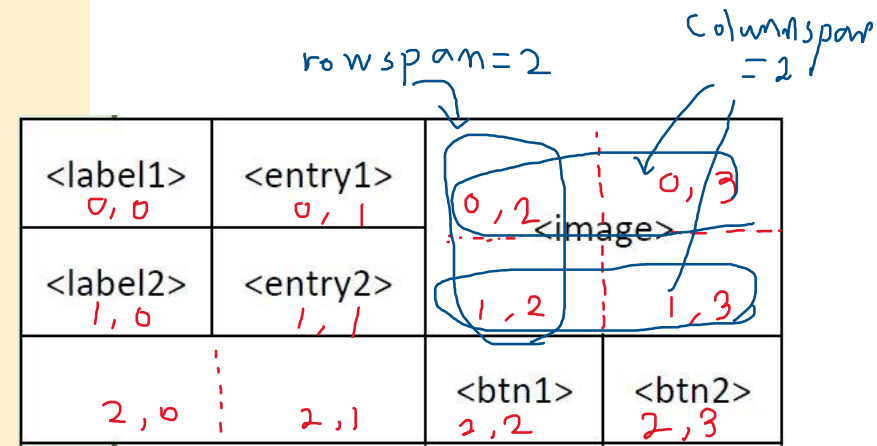 rowspan=2
Columnspan
=2
<label1> <entry1>
0,0 0,1 0,2 0,3
<image>
<label2> <entry2>
1,0 1,1 1,2 1,3
<btn1> <btn2>
2,0 2,1 2,2 2,3